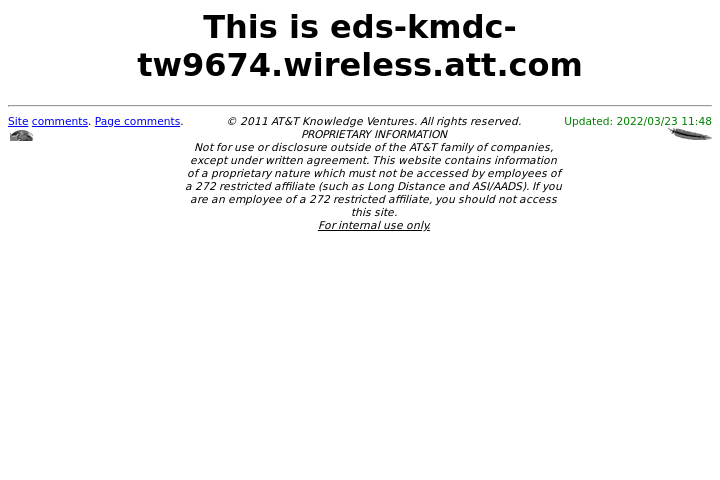 This is eds-kmdc-
tw9674.wireless.att.com
Site comments. Page comments.
© 2011 AT&T Knowledge Ventures. All rights reserved.
PROPRIETARY INFORMATION
Not for use or disclosure outside of the AT&T family of companies,
except under written agreement. This website contains information
of a proprietary nature which must not be accessed by employees of
a 272 restricted affiliate (such as Long Distance and ASI/AADS). If you
are an employee of a 272 restricted affiliate, you should not access
this site.
For internal use only.
Updated: 2022/03/23 11:48